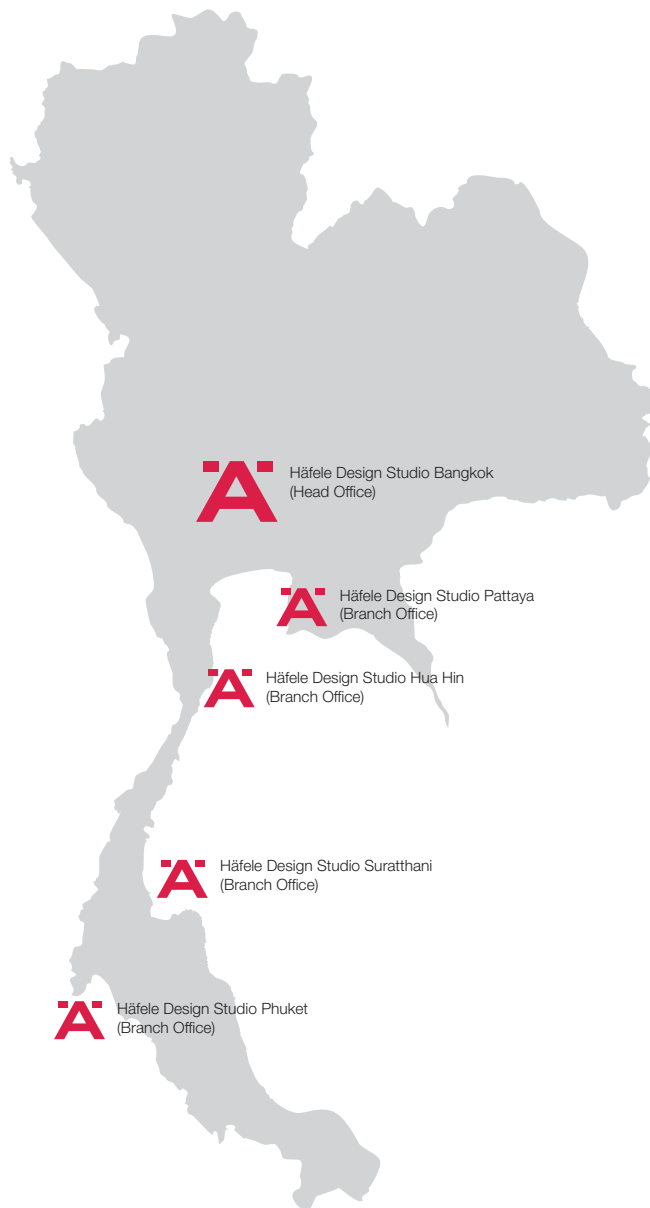 Häfele Design Studio Bangkok
(Head Office)
Häfele Design Studio Pattaya
(Branch Office)
Häfele Design Studio Hua Hin
(Branch Office)
Häfele Design Studio Suratthani
(Branch Office)
Häfele Design Studio Phuket
(Branch Office)